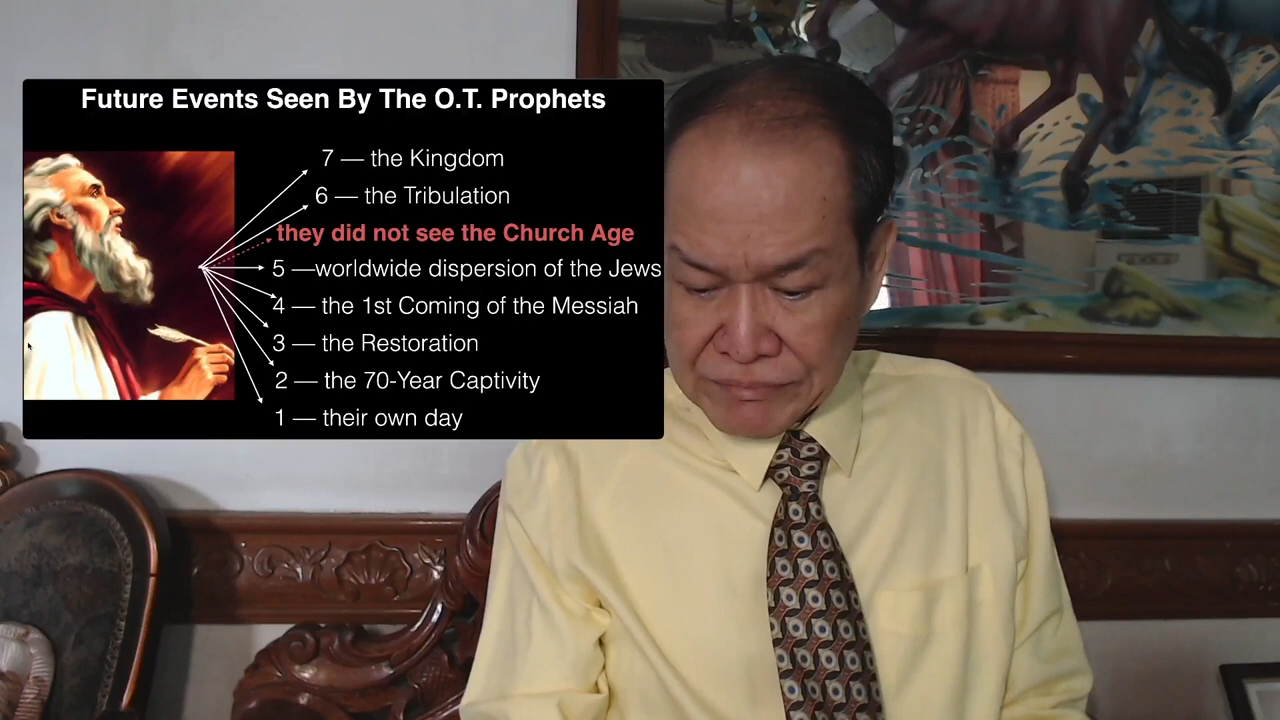 Future Events Seen By The O.T. Prophets
7 — the Kingdom
6 — the Tribulation
they did not see the Church Age
5 —worldwide dispersion of the Jews
4 — the 1st Coming of the Messiah
3 — the Restoration
2 — the 70-Year Captivity
1 — their own day